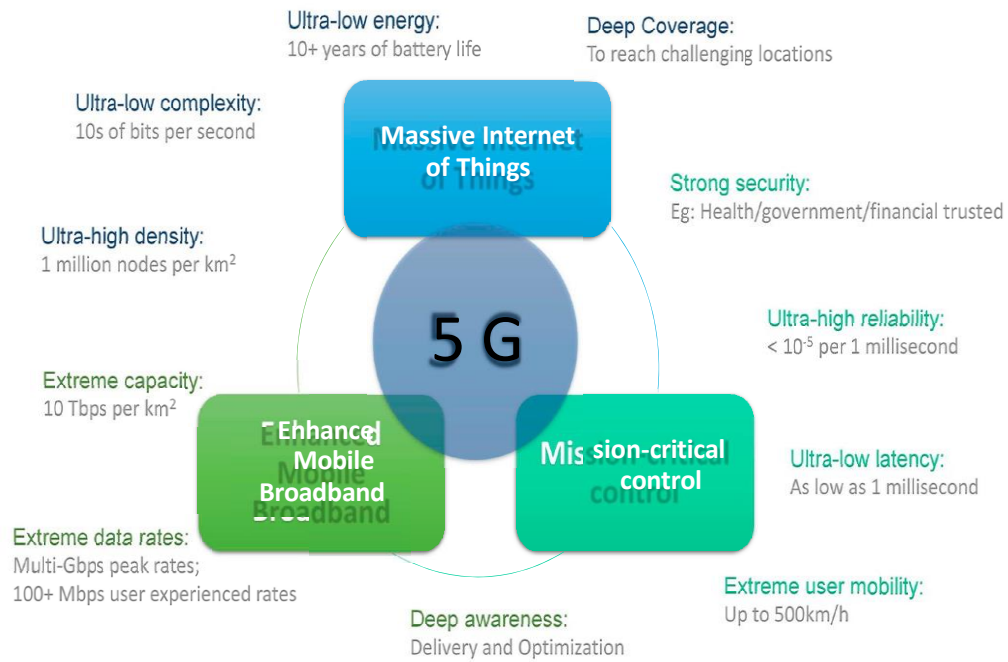 Ultra-low energy:
10+ years of battery life
Deep Coverage:
To reach challenging locations
Ultra-low complexity:
10s of bits per second
Massive Internet
of Things
Strong security:
Eg: Health/government/financial trusted
Ultra-high density:
1 million nodes per km²
5 G
Ultra-high reliability:
< 10⁻⁵ per 1 millisecond
Extreme capacity:
10 Tbps per km²
Enhanced
Mobile
Broadband
Mission-critical
control
Ultra-low latency:
As low as 1 millisecond
Extreme data rates:
Multi-Gbps peak rates;
100+ Mbps user experienced rates
Extreme user mobility:
Up to 500km/h
Deep awareness:
Delivery and Optimization